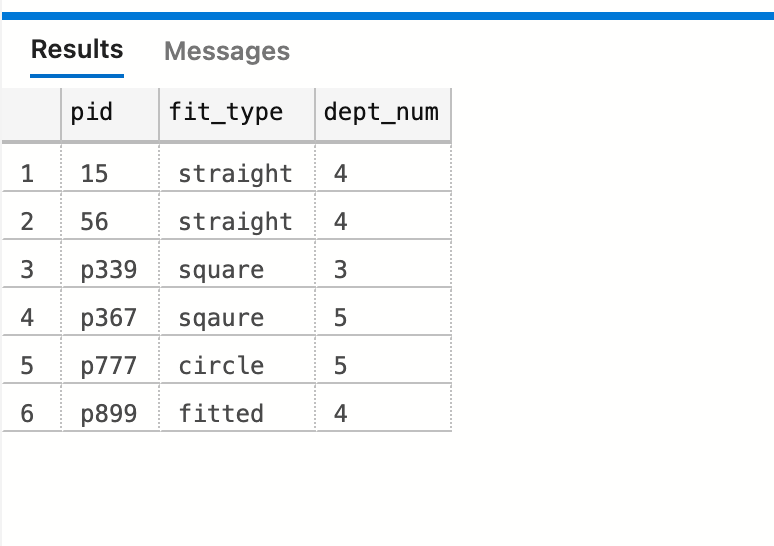 Results Messages
pid fit_type dept_num
1 15 straight 4
2 56 straight 4
3 p339 square 3
4 p367 sqaure 5
5 p777 circle 5
6 p899 fitted 4